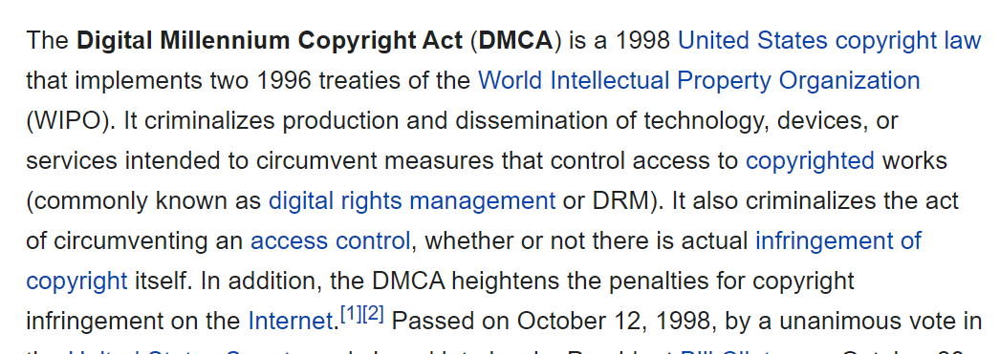 The Digital Millennium Copyright Act (DMCA) is a 1998 United States copyright law
that implements two 1996 treaties of the World Intellectual Property Organization
(WIPO). It criminalizes production and dissemination of technology, devices, or
services intended to circumvent measures that control access to copyrighted works
(commonly known as digital rights management or DRM). It also criminalizes the act
of circumventing an access control, whether or not there is actual infringement of
copyright itself. In addition, the DMCA heightens the penalties for copyright
infringement on the Internet.[1][2] Passed on October 12, 1998, by a unanimous vote in